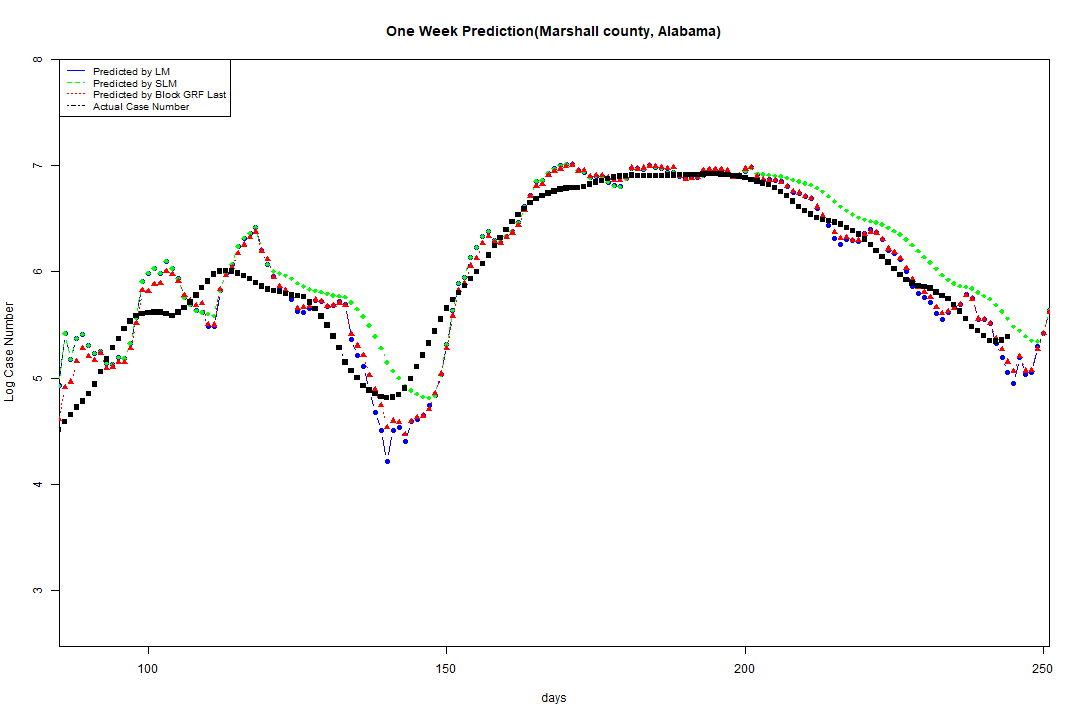 One Week Prediction(Marshall county, Alabama)
Predicted by LM
Predicted by SLM
Predicted by Block GRF Last
Actual Case Number
8
7
6
5
4
3
Log Case Number
100 150 200 250
days